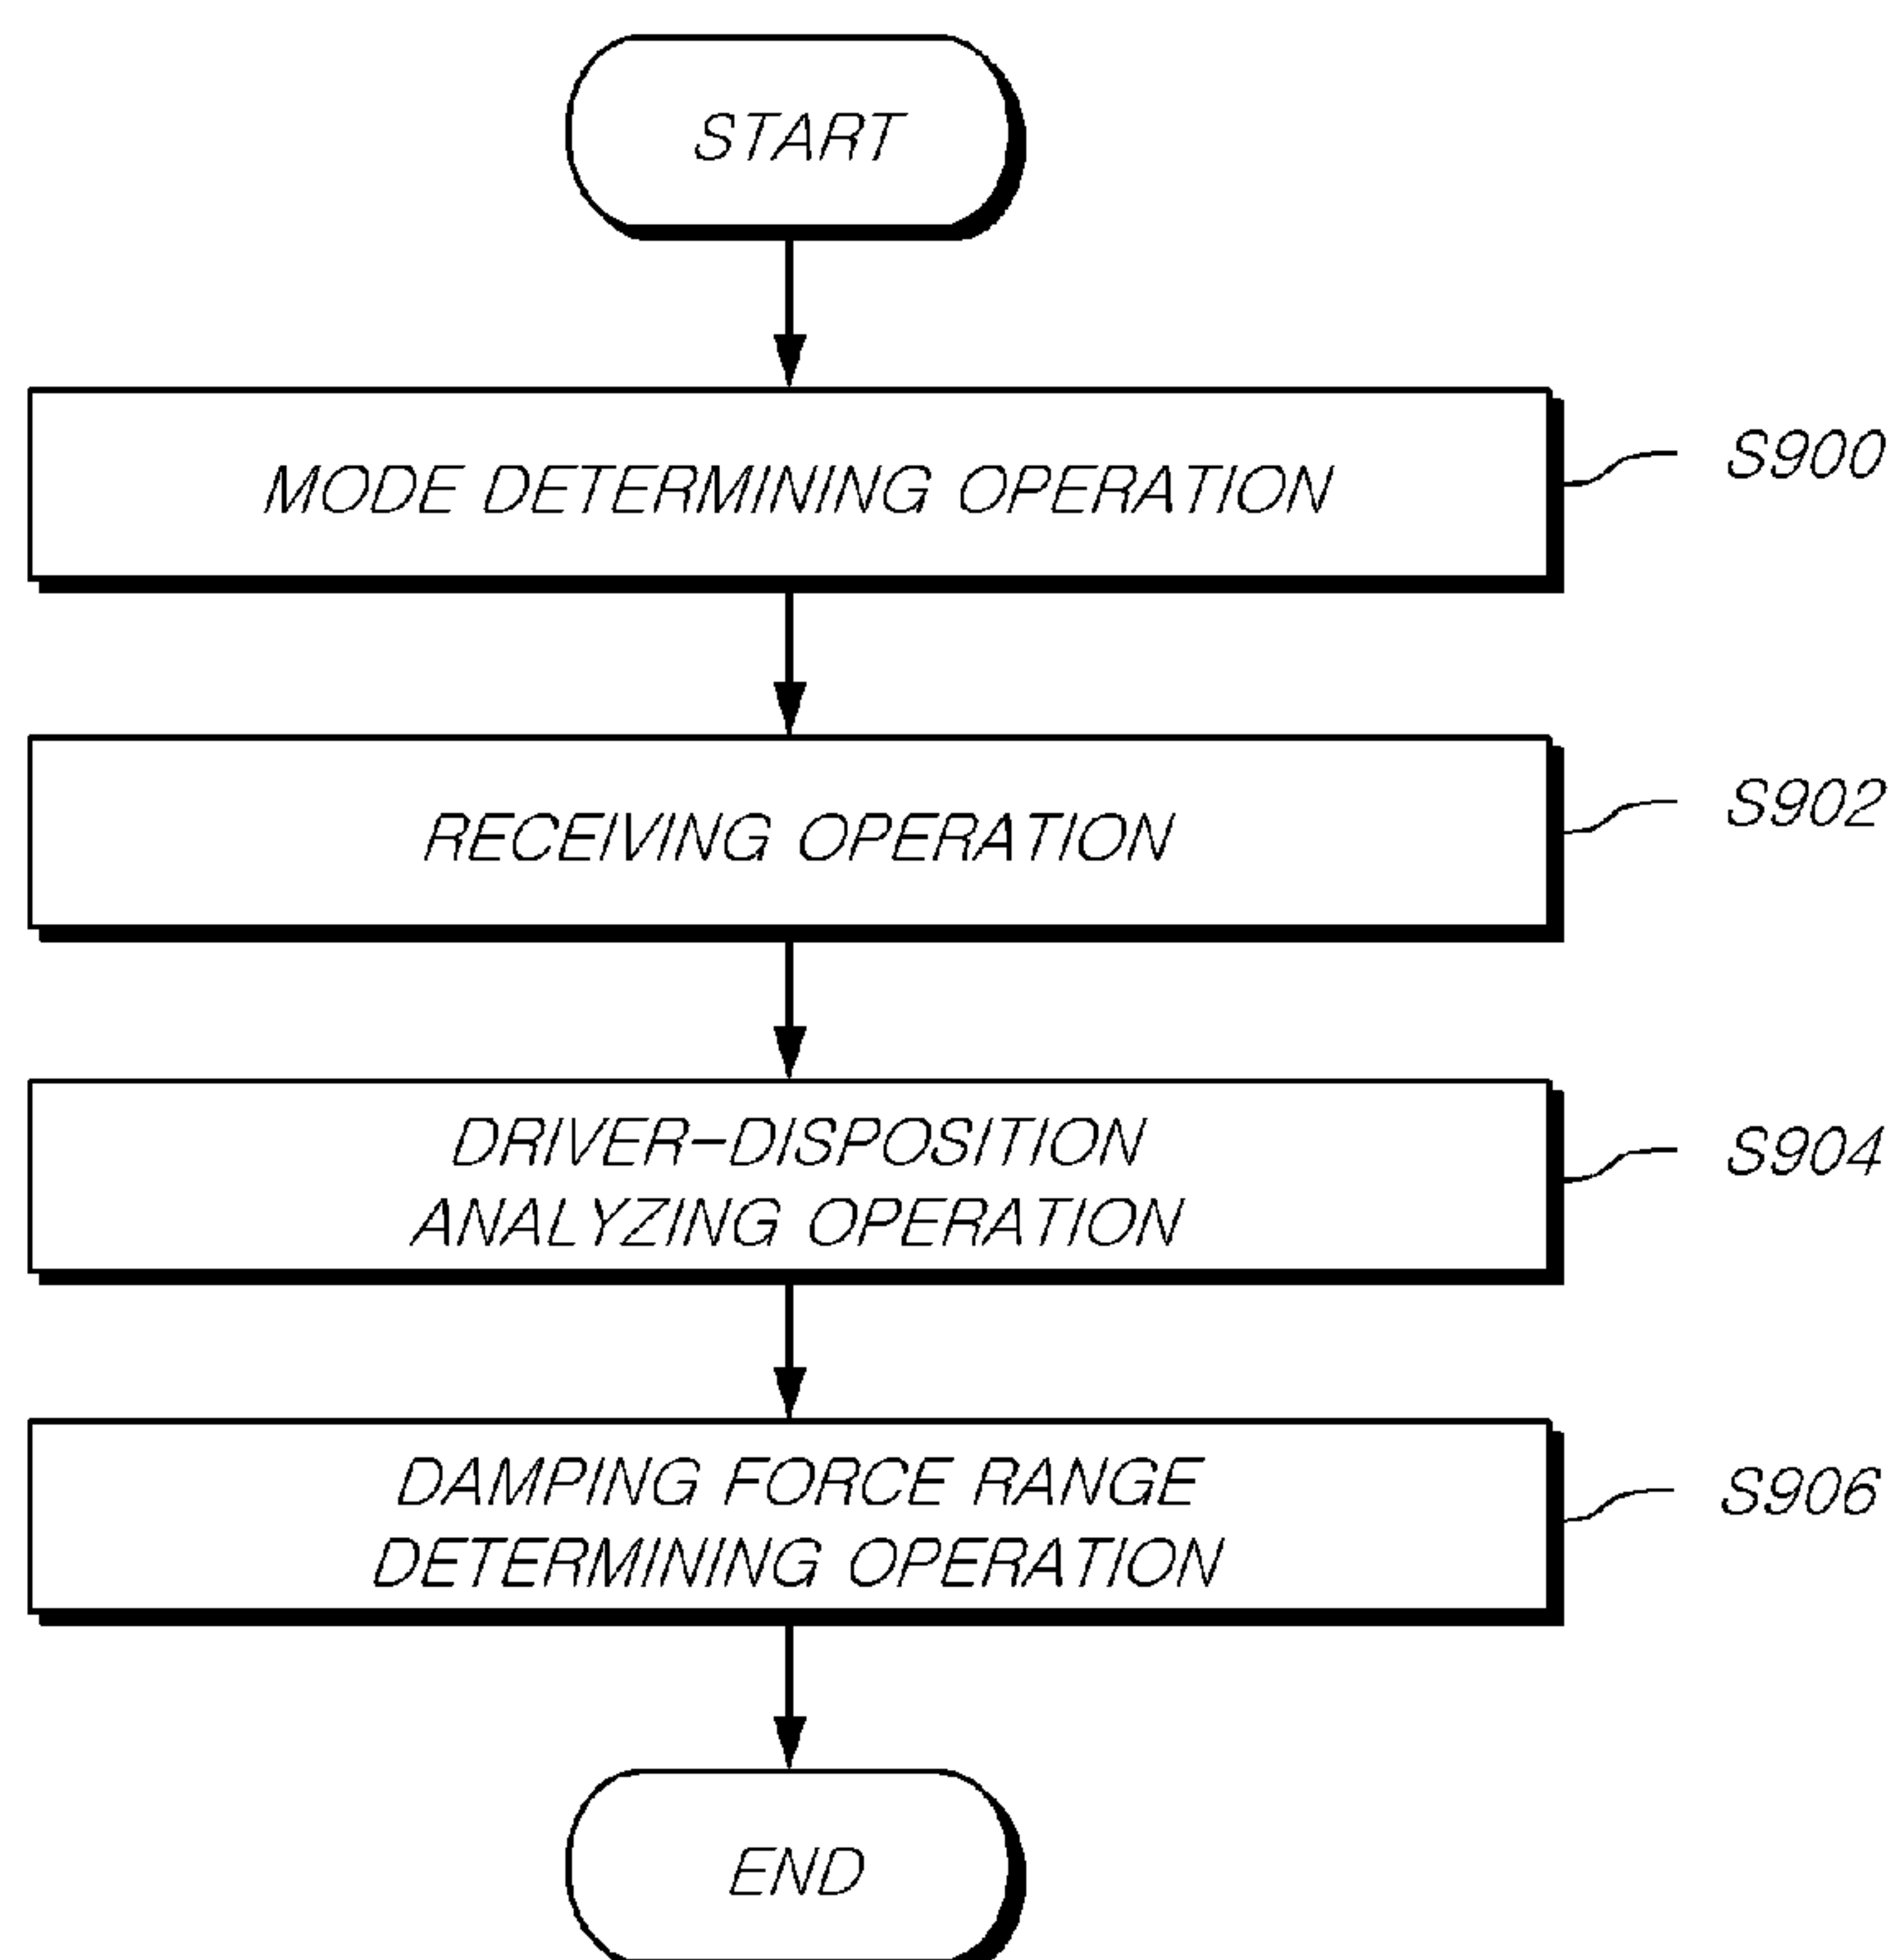 START
MODE DETERMINING OPERATION
S900
RECEIVING OPERATION
S902
DRIVER-DISPOSITION
ANALYZING OPERATION
S904
DAMPING FORCE RANGE
DETERMINING OPERATION
S906
END